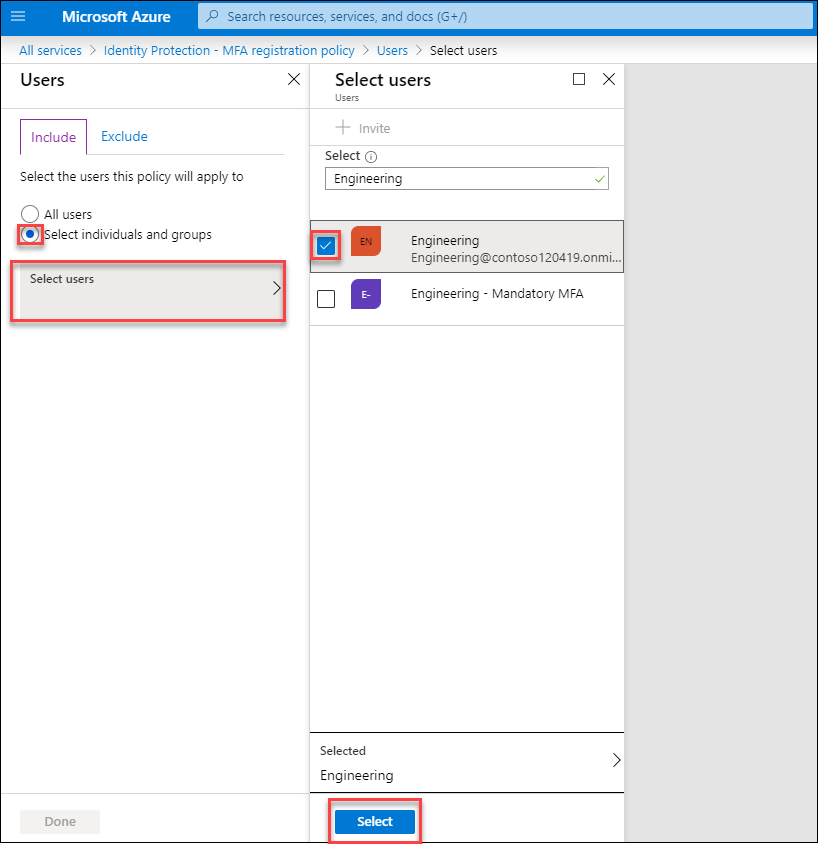 Microsoft Azure
Search resources, services, and docs (G+/)
All services > Identity Protection - MFA registration policy > Users > Select users
Users
Include
Exclude
Select the users this policy will apply to
All users
Select individuals and groups
Select users
Done
Select users
Users
Invite
Select
Engineering
EN
Engineering
Engineering@contoso120419.onmi...
E-
Engineering - Mandatory MFA
Selected
Engineering
Select